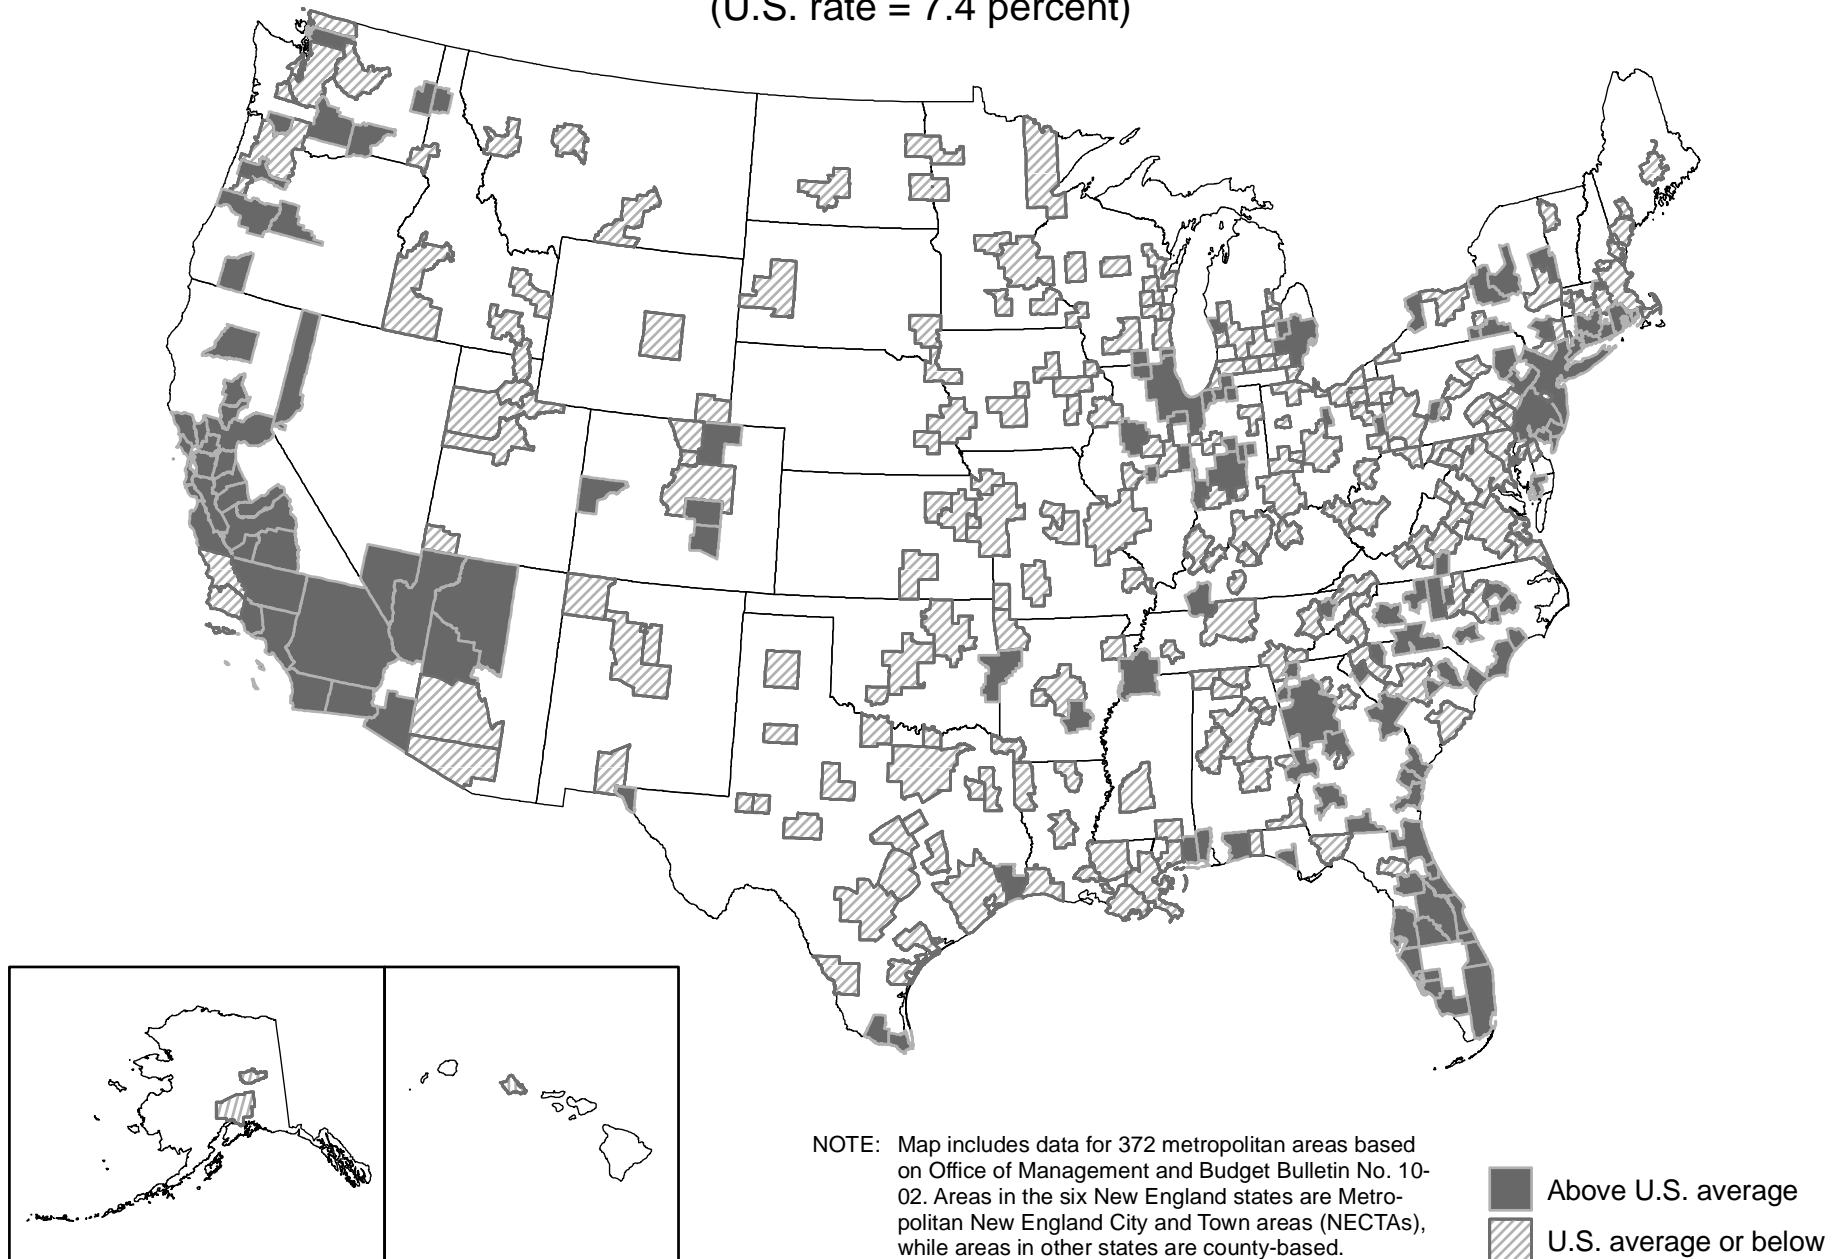 (U.S. rate = 7.4 percent)
NOTE: Map includes data for 372 metropolitan areas based
on Office of Management and Budget Bulletin No. 10-
02. Areas in the six New England states are Metro-
politan New England City and Town areas (NECTAs),
while areas in other states are county-based.
Above U.S. average
U.S. average or below